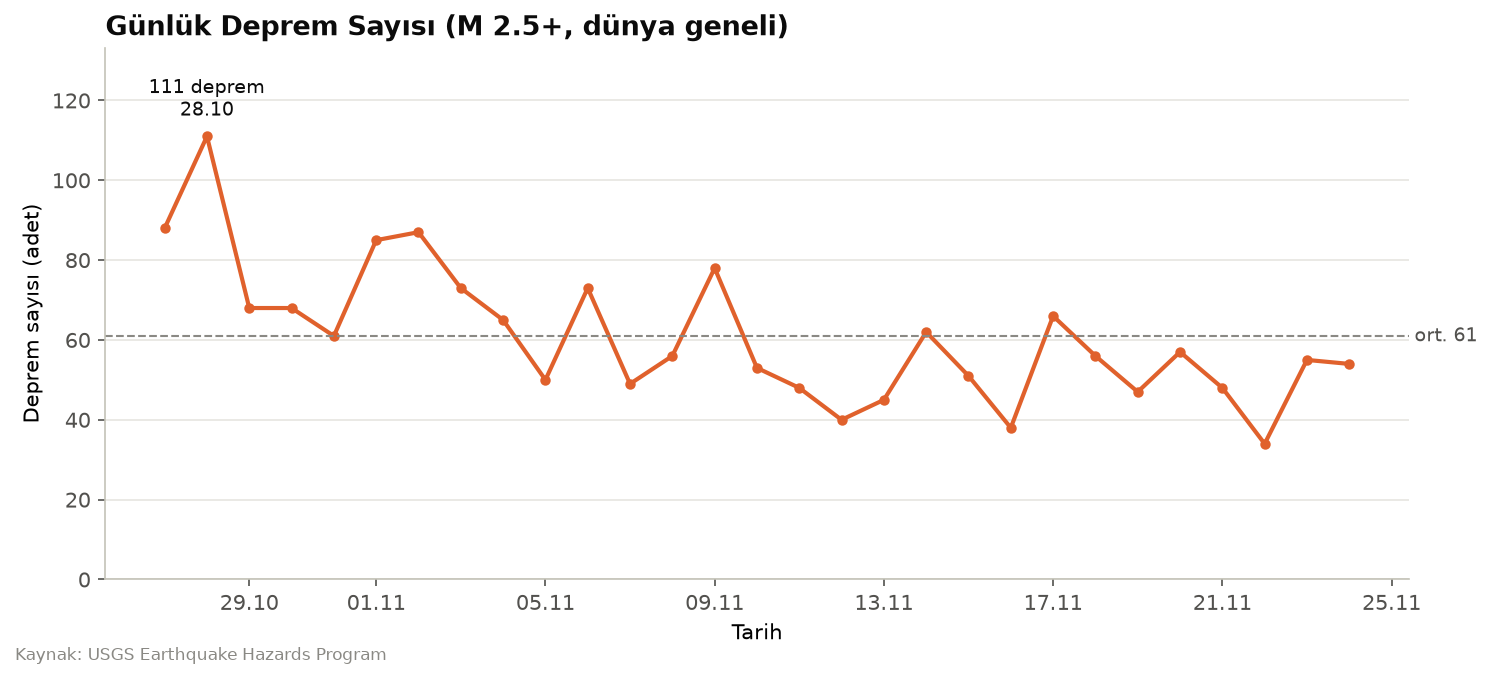 Günlük Deprem Sayısı (M 2.5+, dünya geneli)
111 deprem
28.10
120
100
80
60
40
20
0
Deprem sayısı (adet)
ort. 61
29.10
01.11
05.11
09.11
13.11
17.11
21.11
25.11
Tarih
Kaynak: USGS Earthquake Hazards Program